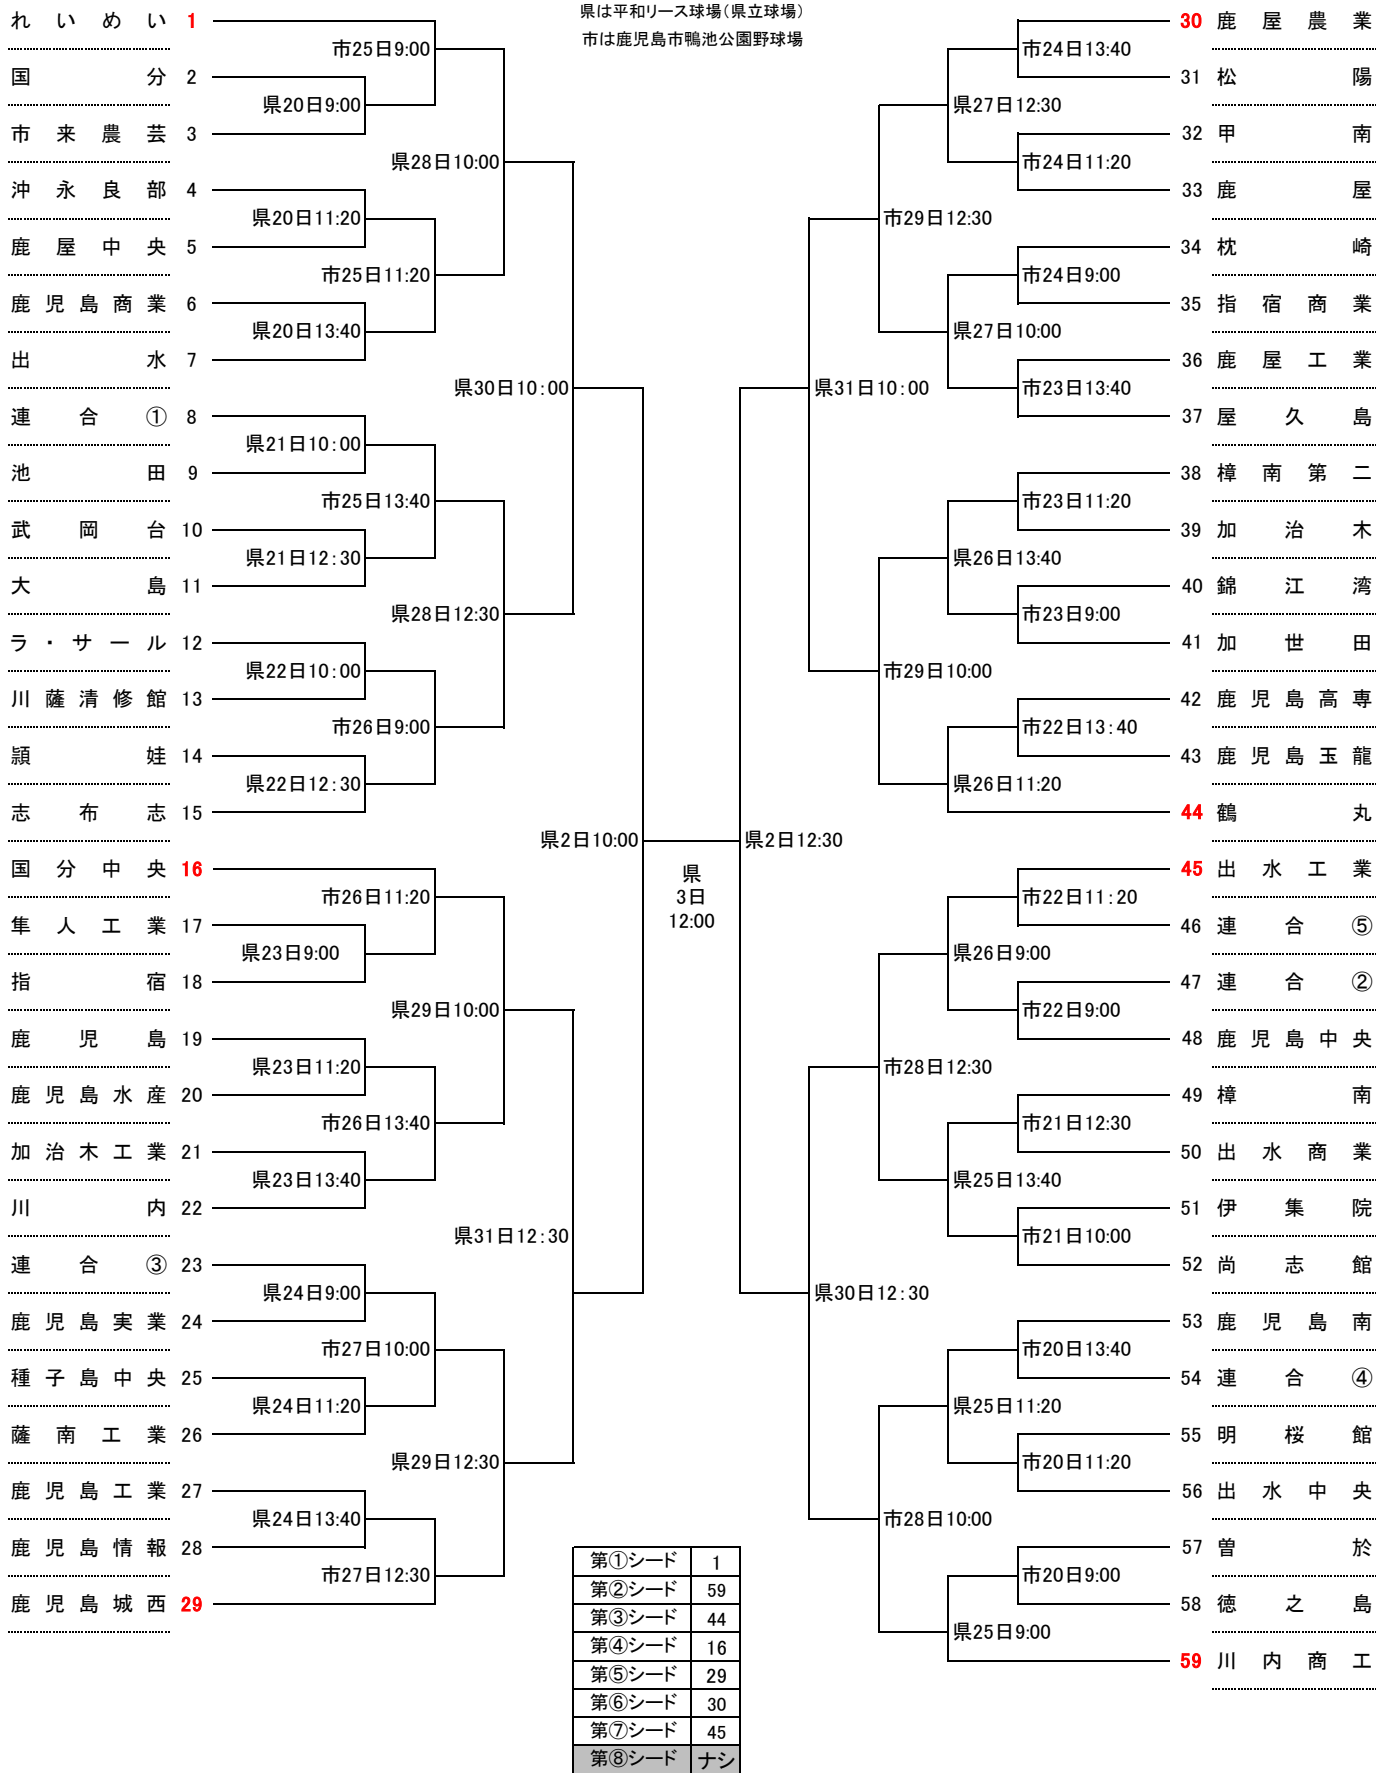 県は平和リース球場（県立球場）
市は鹿児島市鴨池公園野球場
れいめい 1
国分 2
市来農芸 3
沖永良部 4
鹿屋中央 5
鹿児島商業 6
出水 7
連合① 8
池田 9
武岡台 10
大島 11
ラ・サール 12
川薩清修館 13
頴娃 14
志布志 15
国分中央 16
隼人工業 17
指宿 18
鹿児島 19
鹿児島水産 20
加治木工業 21
川内 22
連合③ 23
鹿児島実業 24
種子島中央 25
薩南工業 26
鹿児島工業 27
鹿児島情報 28
鹿児島城西 29
県20日9:00
県20日11:20
県20日13:40
県21日10:00
県21日12:30
県22日10:00
県22日12:30
県23日9:00
県23日11:20
県23日13:40
県24日9:00
県24日11:20
県24日13:40
市25日9:00
市25日11:20
市25日13:40
市26日9:00
市26日11:20
市26日13:40
市27日10:00
市27日12:30
県28日10:00
県28日12:30
県29日10:00
県29日12:30
県30日10:00
県31日12:30
県2日10:00
県
3日
12:00
県2日12:30
県31日10:00
県30日12:30
市29日12:30
市29日10:00
市28日12:30
市28日10:00
県27日12:30
県27日10:00
県26日13:40
県26日11:20
県26日9:00
県25日13:40
県25日11:20
県25日9:00
市24日13:40
市24日11:20
市24日9:00
市23日13:40
市23日11:20
市23日9:00
市22日13:40
市22日11:20
市22日9:00
市21日12:30
市21日10:00
市20日13:40
市20日11:20
市20日9:00
30 鹿屋農業
31 松陽
32 甲南
33 鹿屋
34 枕崎
35 指宿商業
36 鹿屋工業
37 屋久島
38 樟南第二
39 加治木
40 錦江湾
41 加世田
42 鹿児島高専
43 鹿児島玉龍
44 鶴丸
45 出水工業
46 連合⑤
47 連合②
48 鹿児島中央
49 樟南
50 出水商業
51 伊集院
52 尚志館
53 鹿児島南
54 連合④
55 明桜館
56 出水中央
57 曽於
58 徳之島
59 川内商工
第①シード 1
第②シード 59
第③シード 44
第④シード 16
第⑤シード 29
第⑥シード 30
第⑦シード 45
第⑧シード ナシ